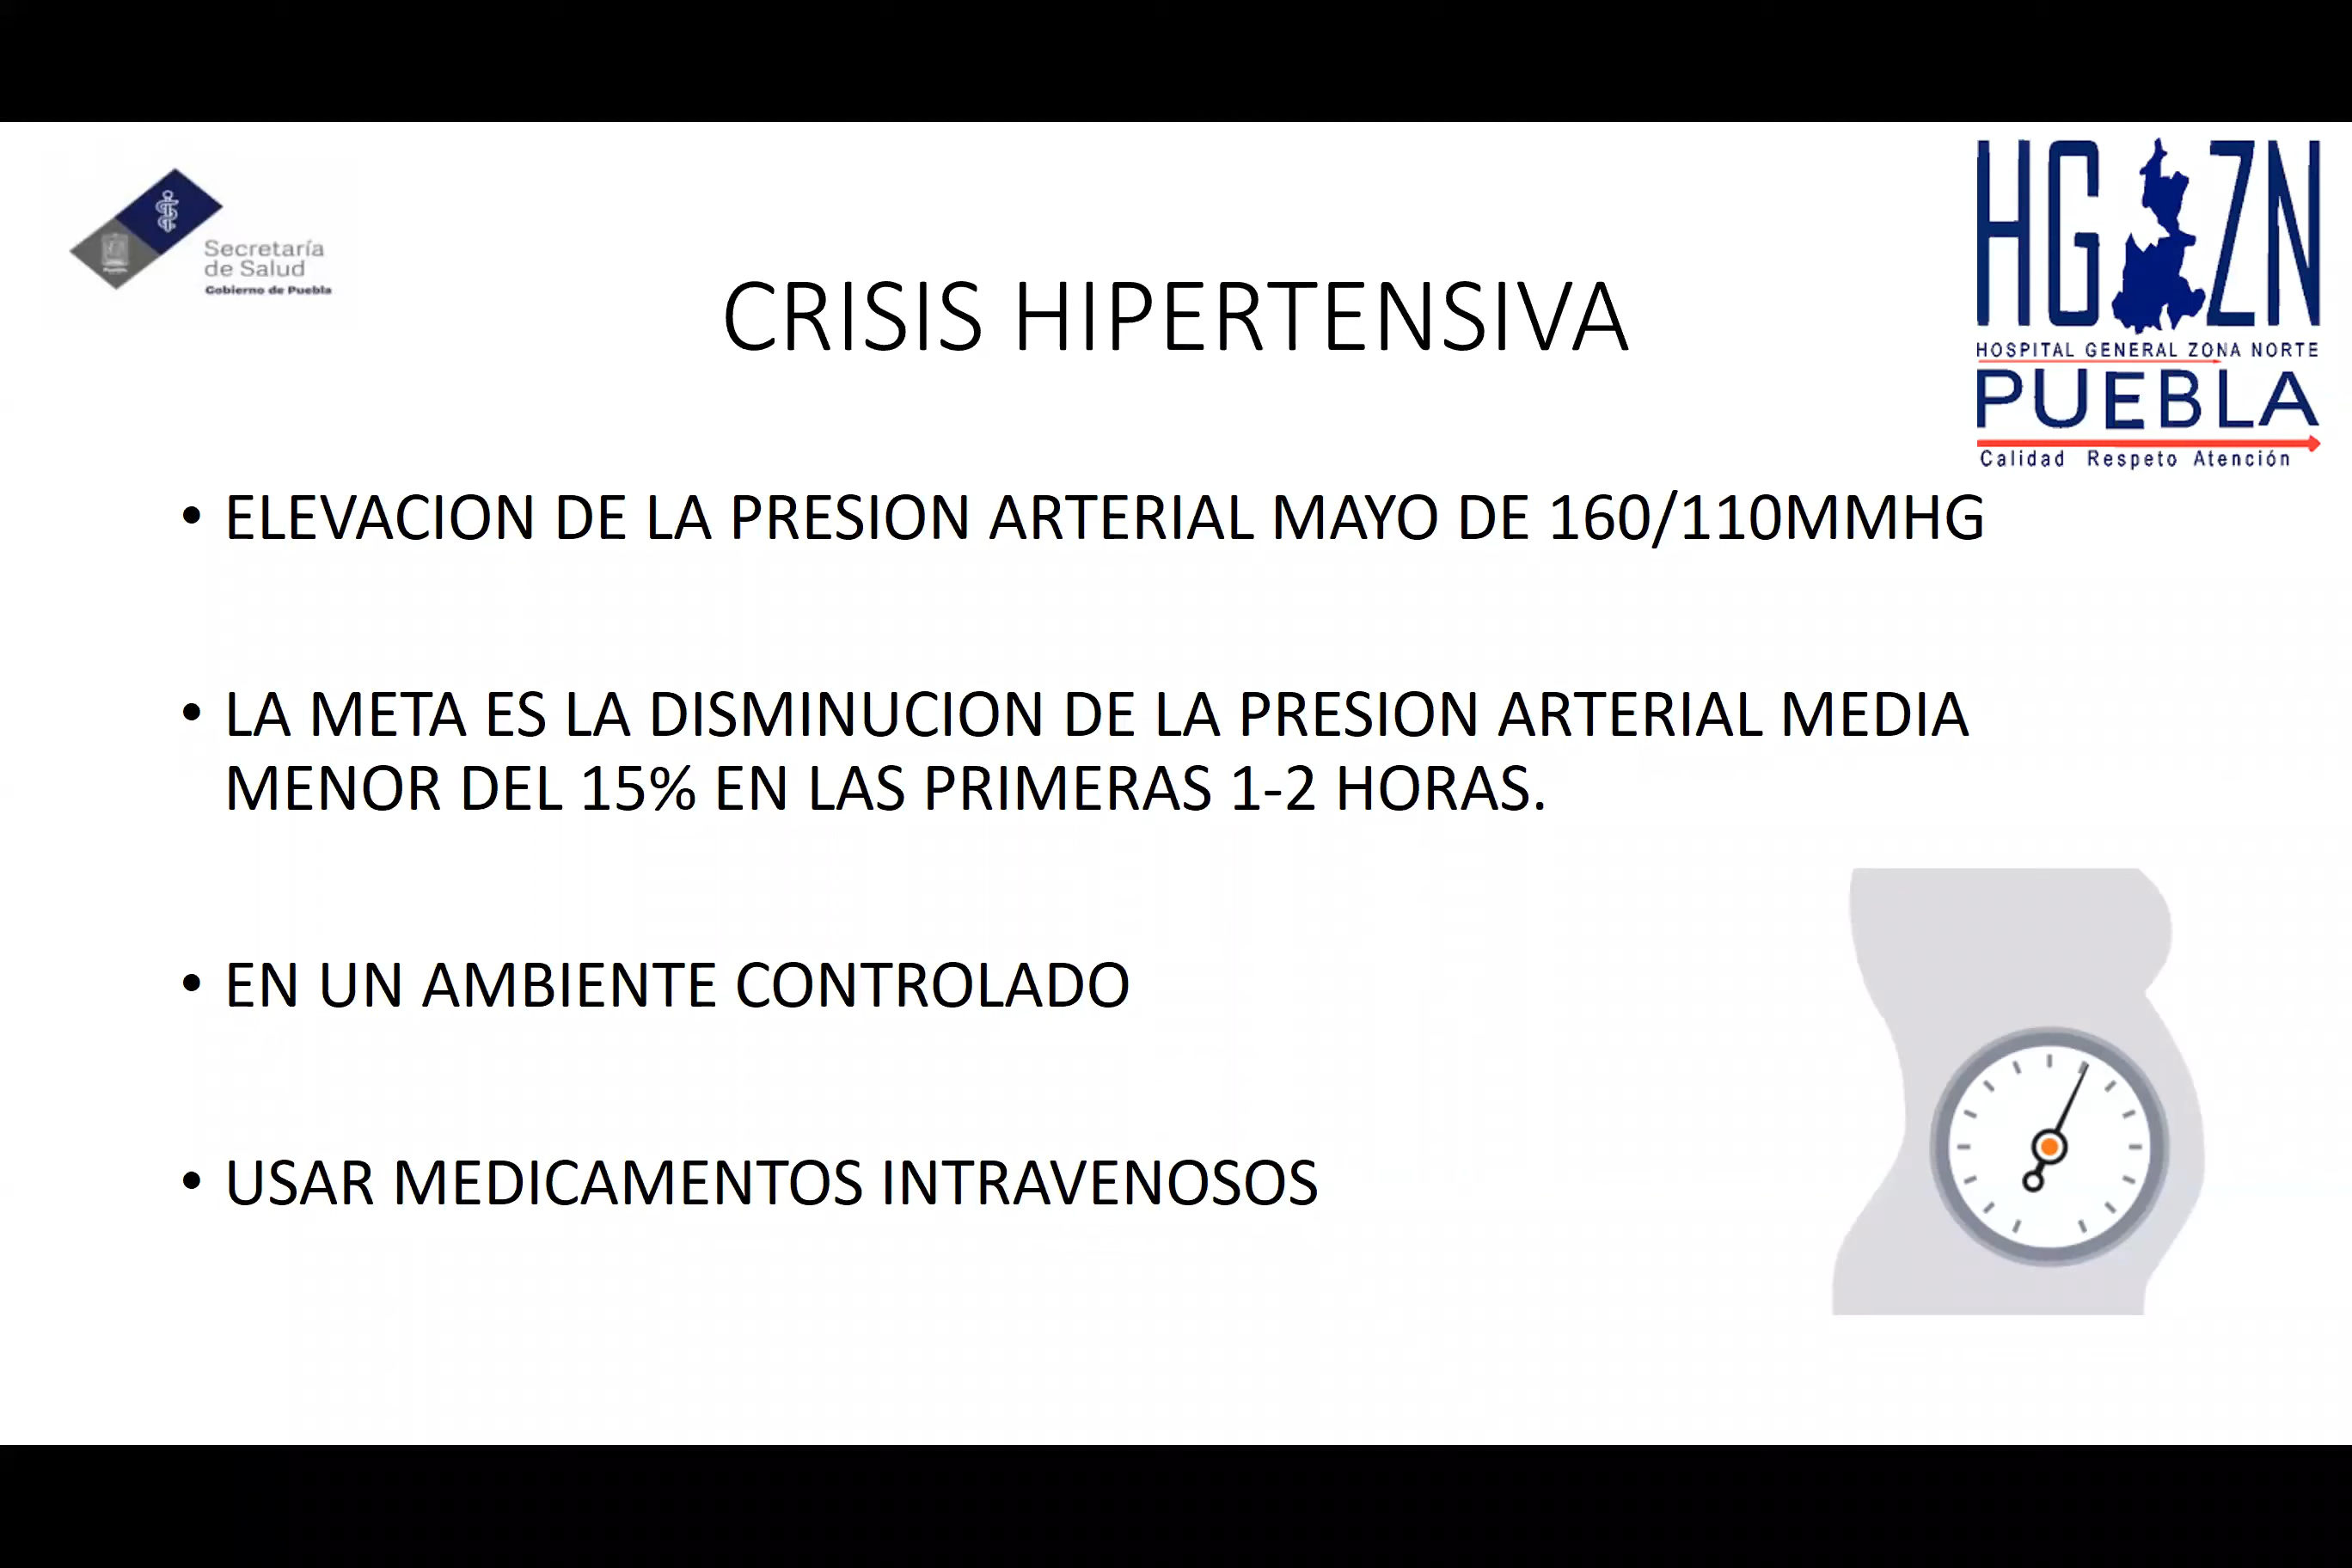 Secretaría
de Salud
Gobierno de Puebla
HG ZN
HOSPITAL GENERAL ZONA NORTE
PUEBLA
Calidad Respeto Atención
CRISIS HIPERTENSIVA
• ELEVACION DE LA PRESION ARTERIAL MAYO DE 160/110MMHG
• LA META ES LA DISMINUCION DE LA PRESION ARTERIAL MEDIA
MENOR DEL 15% EN LAS PRIMERAS 1-2 HORAS.
• EN UN AMBIENTE CONTROLADO
• USAR MEDICAMENTOS INTRAVENOSOS